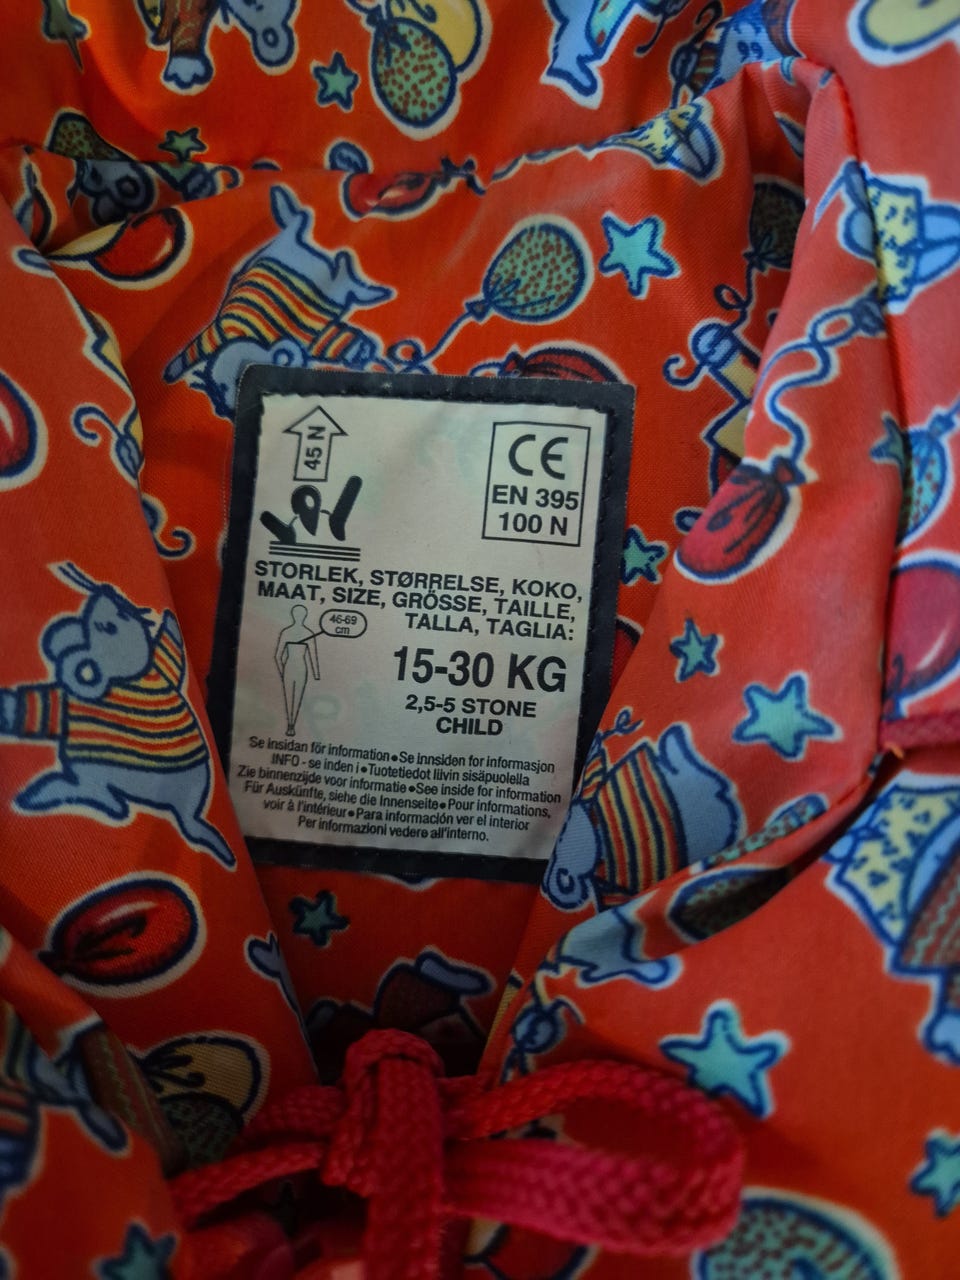 45 N
CE
EN 395
100 N
STORLEK, STØRRELSE, KOKO,
MAAT, SIZE, GRÖSSE, TAILLE,
TALLA, TAGLIA:
46-69
cm
15-30 KG
2,5-5 STONE
CHILD
Se insidan för information•Se innsiden for informasjon
INFO - se inden i•Tuotetiedot liivin sisäpuolella
Zie binnenzijde voor informatie•See inside for information
Für Auskünfte, siehe die Innenseite•Pour informations,
voir à l'intérieur•Para información ver el interior
Per informazioni vedere all'interno.